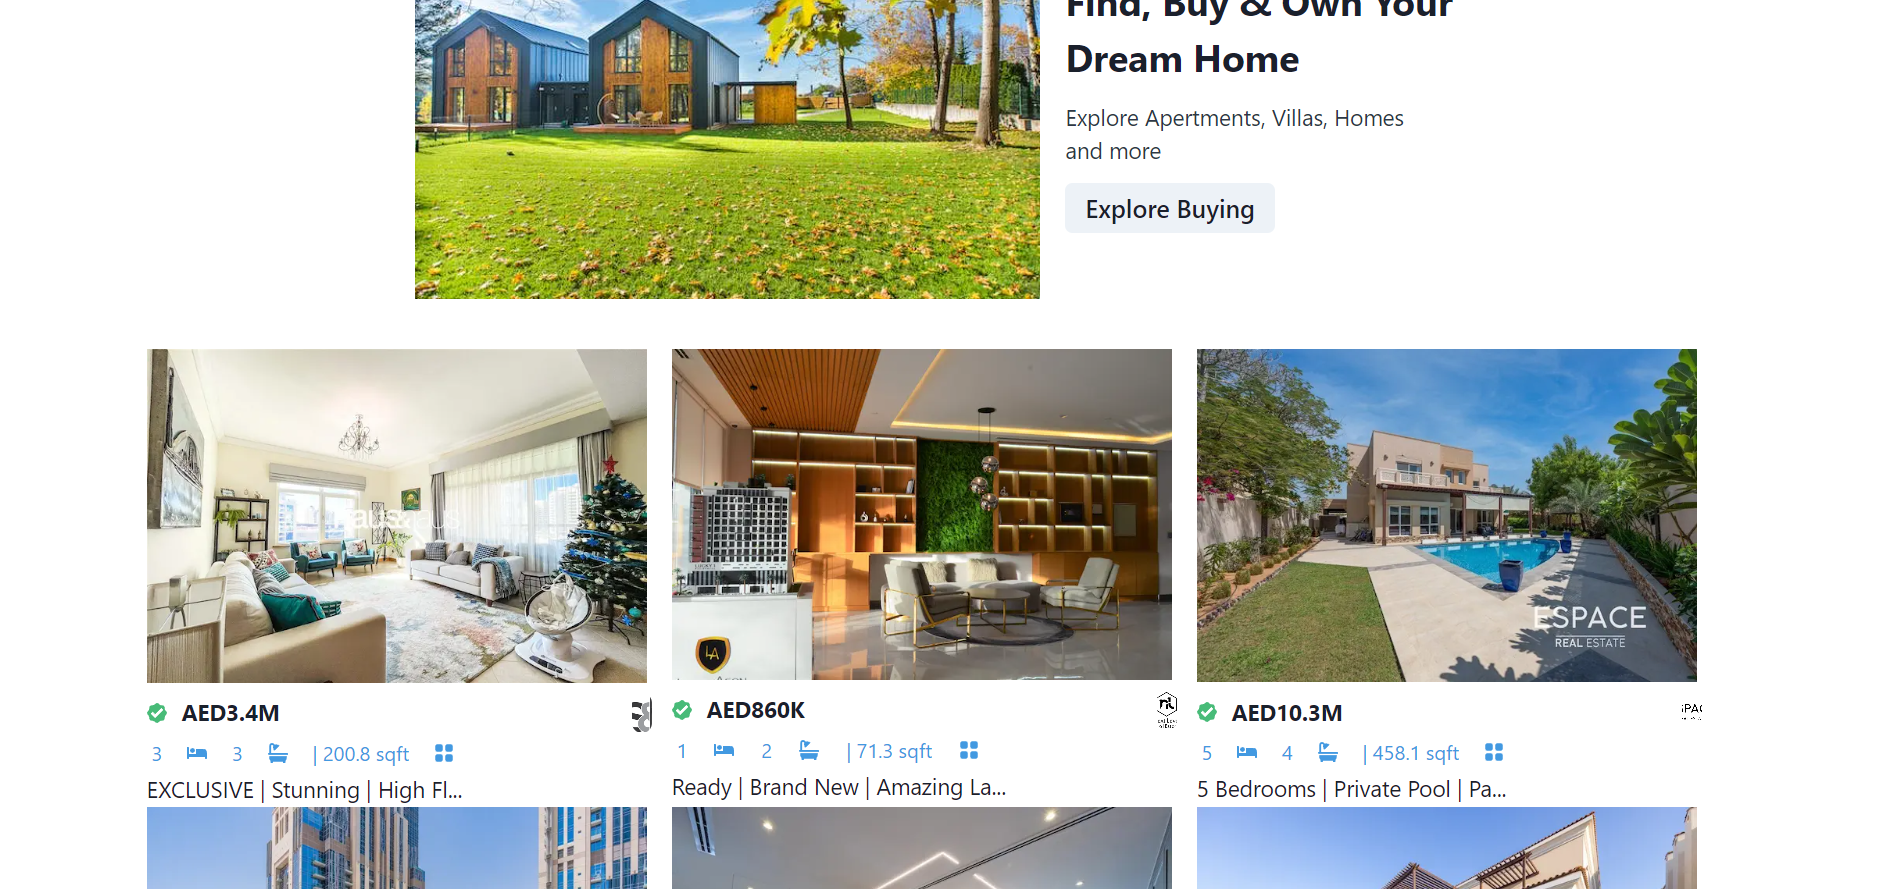 Find, Buy & Own Your
Dream Home
Explore Apertments, Villas, Homes
and more
Explore Buying
AED3.4M
3 3 | 200.8 sqft
EXCLUSIVE | Stunning | High Fl...
LA
AED860K
1 2 | 71.3 sqft
Ready | Brand New | Amazing La...
ESPACE
REAL ESTATE
AED10.3M
5 4 | 458.1 sqft
5 Bedrooms | Private Pool | Pa...